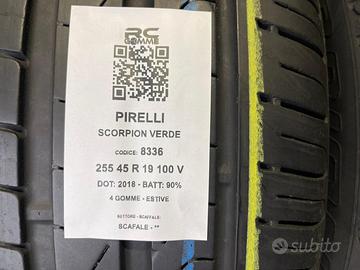 RC
GOMME
PIRELLI
SCORPION VERDE
CODICE: 8336
255 45 R 19 100 V
DOT: 2018 - BATT: 90%
4 GOMME - ESTIVE
SETTORE - SCAFFALE:
SCAFALE - **
subito